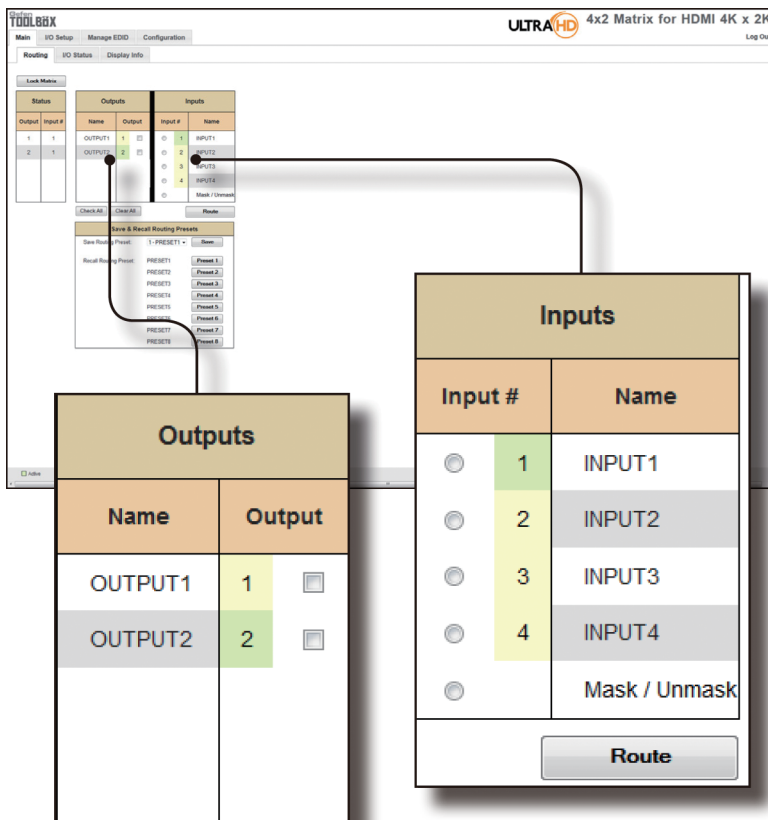 Gefen
TOOLBOX
ULTRA HD 4x2 Matrix for HDMI 4K x 2K
Log Ou
Main I/O Setup Manage EDID Configuration
Routing I/O Status Display Info
Lock Matrix
Status Outputs Inputs
Output Input # Name Output Input # Name
1 1 OUTPUT1 1 1 INPUT1
2 1 OUTPUT2 2 2 INPUT2
3 INPUT3
4 INPUT4
Mask / Unmask
Check All Clear All Route
Save & Recall Routing Presets
Save Routing Preset: 1 - PRESET1 Save
Recall Routing Preset: PRESET1 Preset 1
PRESET2 Preset 2
PRESET3 Preset 3
PRESET4 Preset 4
PRESET5 Preset 5
PRESET6 Preset 6
PRESET7 Preset 7
PRESET8 Preset 8
Active
Inputs
Input # Name
1 INPUT1
2 INPUT2
3 INPUT3
4 INPUT4
Mask / Unmask
Route
Outputs
Name Output
OUTPUT1 1
OUTPUT2 2